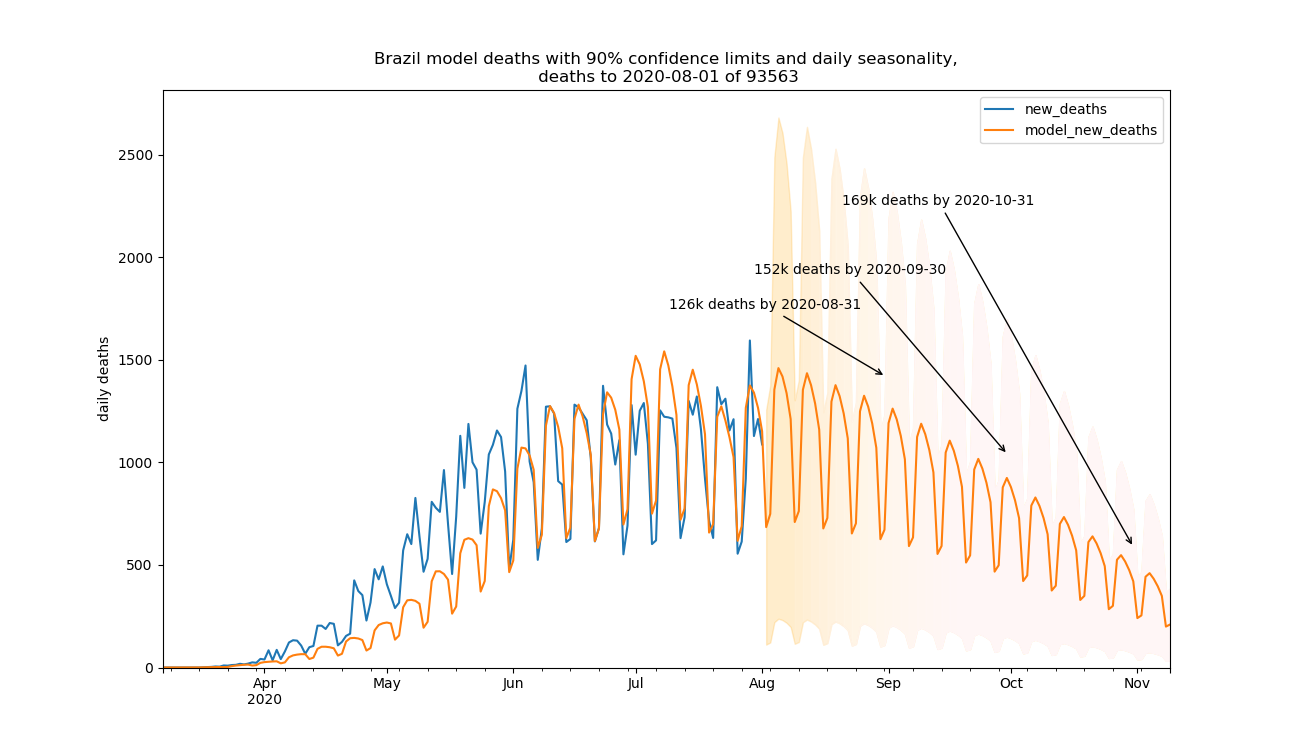 Brazil model deaths with 90% confidence limits and daily seasonality,
deaths to 2020-08-01 of 93563
new_deaths
model_new_deaths
2500
169k deaths by 2020-10-31
2000
152k deaths by 2020-09-30
126k deaths by 2020-08-31
1500
daily deaths
1000
500
0
Apr
2020
May
Jun
Jul
Aug
Sep
Oct
Nov